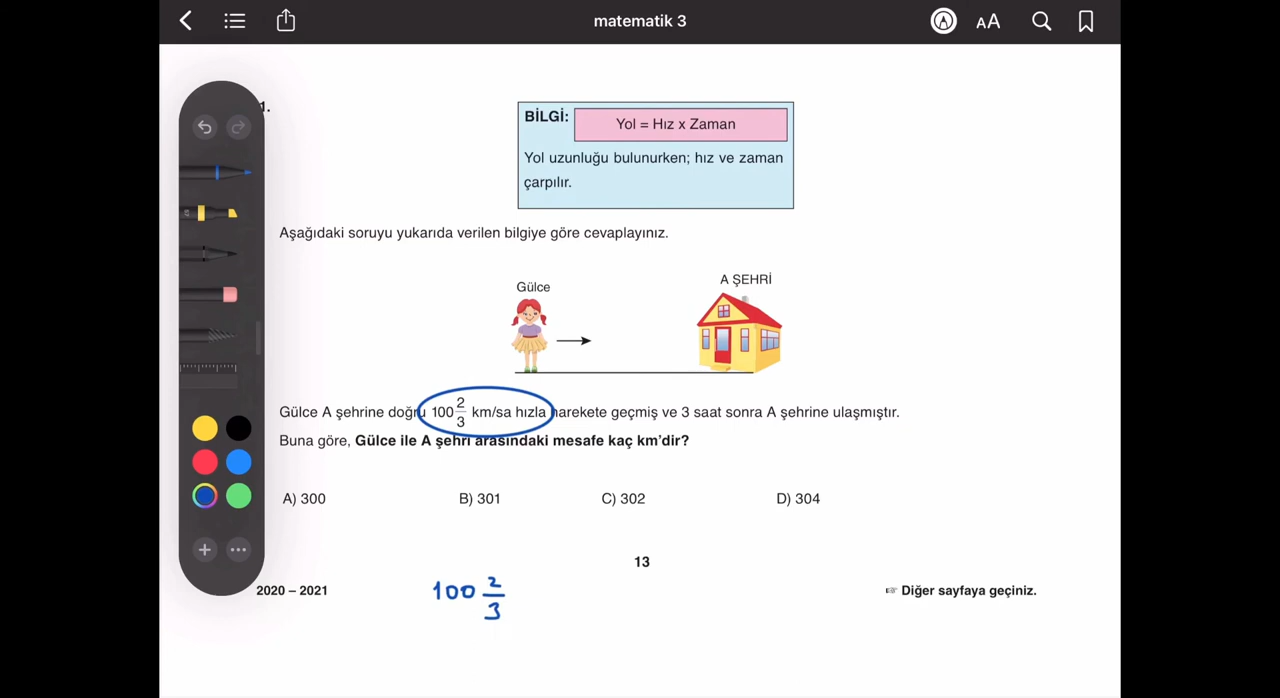 matematik 3
AA
1.
BİLGİ:
Yol = Hız x Zaman
Yol uzunluğu bulunurken; hız ve zaman
çarpılır.
Aşağıdaki soruyu yukarıda verilen bilgiye göre cevaplayınız.
Gülce
A ŞEHRİ
Gülce A şehrine doğru 100 2/3 km/sa hızla harekete geçmiş ve 3 saat sonra A şehrine ulaşmıştır.
Buna göre, Gülce ile A şehri arasındaki mesafe kaç km'dir?
A) 300 B) 301 C) 302 D) 304
13
2020 – 2021 ☞ Diğer sayfaya geçiniz.
100 2/3